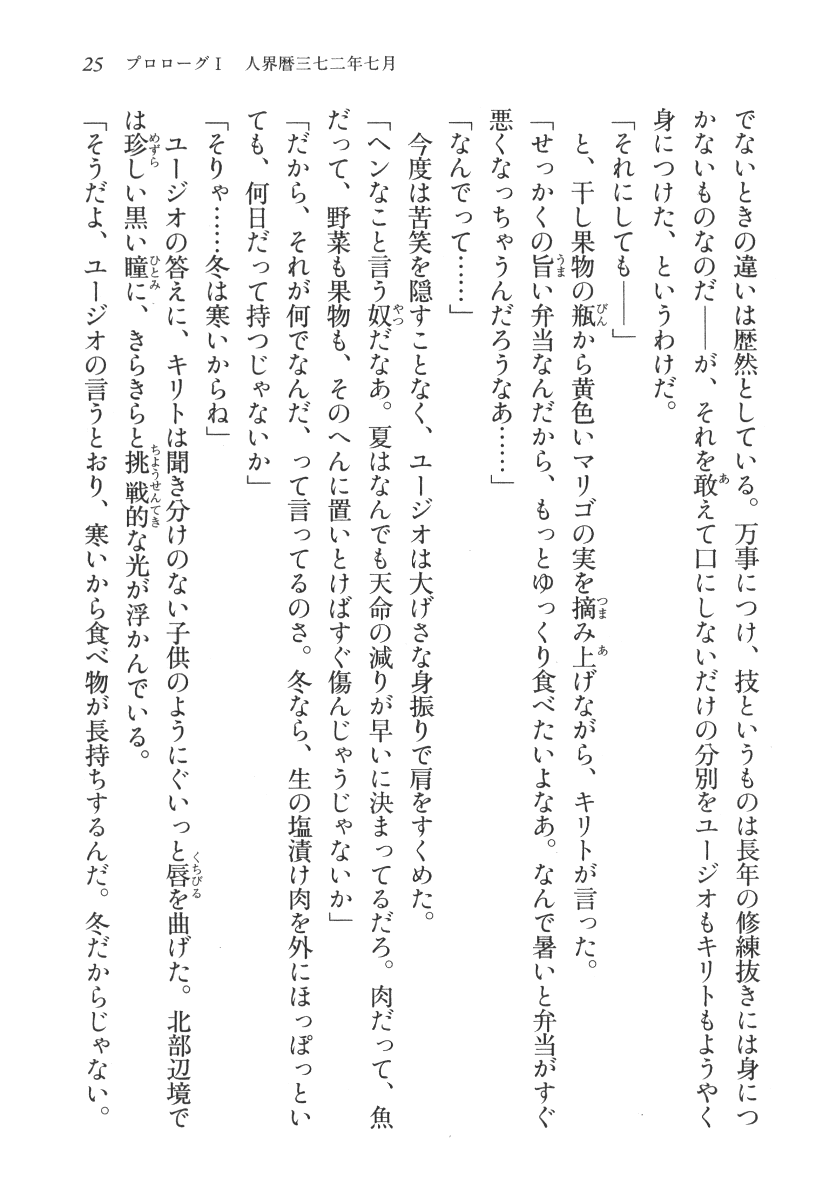 25　プロローグⅠ　人界暦三七二年七月
でないときの違いは歴然としている。万事につけ、技というものは長年の修練抜きには身につ
かないものなのだ――が、それを敢えて口にしないだけの分別をユージオもキリトもようやく
身につけた、というわけだ。
「それにしても――」
　と、干し果物の瓶から黄色いマリゴの実を摘み上げながら、キリトが言った。
「せっかくの旨い弁当なんだから、もっとゆっくり食べたいよなあ。なんで暑いと弁当がすぐ
悪くなっちゃうんだろうなあ……」
「なんでって……」
　今度は苦笑を隠すことなく、ユージオは大げさな身振りで肩をすくめた。
「ヘンなこと言う奴だなあ。夏はなんでも天命の減りが早いに決まってるだろ。肉だって、魚
だって、野菜も果物も、そのへんに置いとけばすぐ傷んじゃうじゃないか」
「だから、それが何でなんだ、って言ってるのさ。冬なら、生の塩漬け肉を外にほっぽっとい
ても、何日だって持つじゃないか」
「そりゃ……冬は寒いからね」
　ユージオの答えに、キリトは聞き分けのない子供のようにぐいっと唇を曲げた。北部辺境で
は珍しい黒い瞳に、きらきらと挑戦的な光が浮かんでいる。
「そうだよ、ユージオの言うとおり、寒いから食べ物が長持ちするんだ。冬だからじゃない。